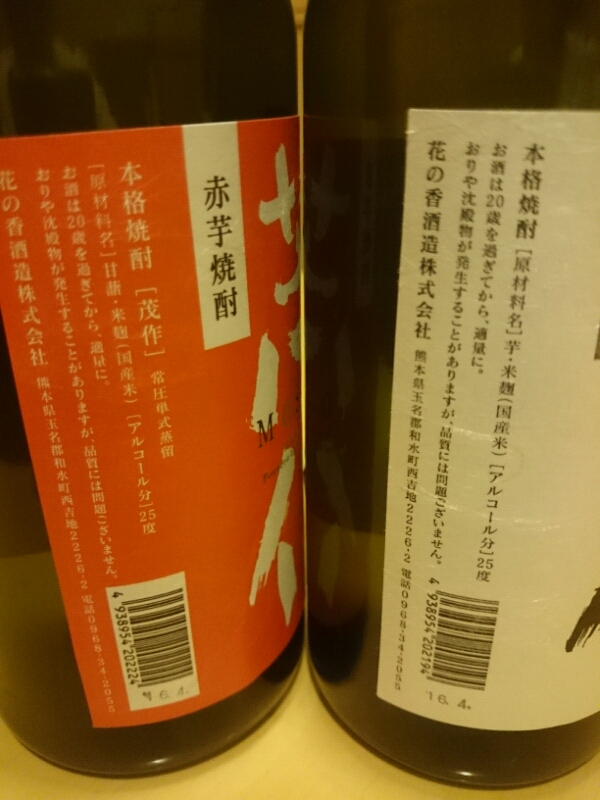 赤芋焼酎
本格焼酎 [茂作] 常圧単式蒸留
[原材料名]甘藷・米麹(国産米) [アルコール分]25度
お酒は20歳を過ぎてから、適量に。
おりや沈殿物が発生することがありますが、品質には問題ございません。
花の香酒造株式会社 熊本県玉名郡和水町西吉地2226-2 電話0968-34-2055
4 938954 202224
16.4.
本格焼酎 [原材料名]芋・米麹(国産米) [アルコール分]25度
お酒は20歳を過ぎてから、適量に。
おりや沈殿物が発生することがありますが、品質には問題ございません。
花の香酒造株式会社 熊本県玉名郡和水町西吉地2226-2 電話0968-34-2055
4 938954 202194
16.4.